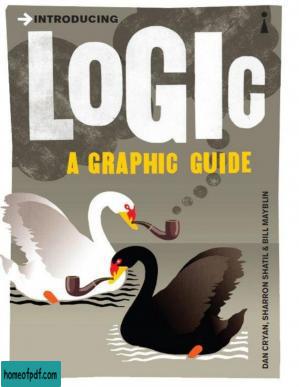 INTRODUCING
LoGIc
A GRAPHIC GUIDE
DAN CRYAN, SHARRON SHATIL & BILL MAYBLIN
homeofpdf.com